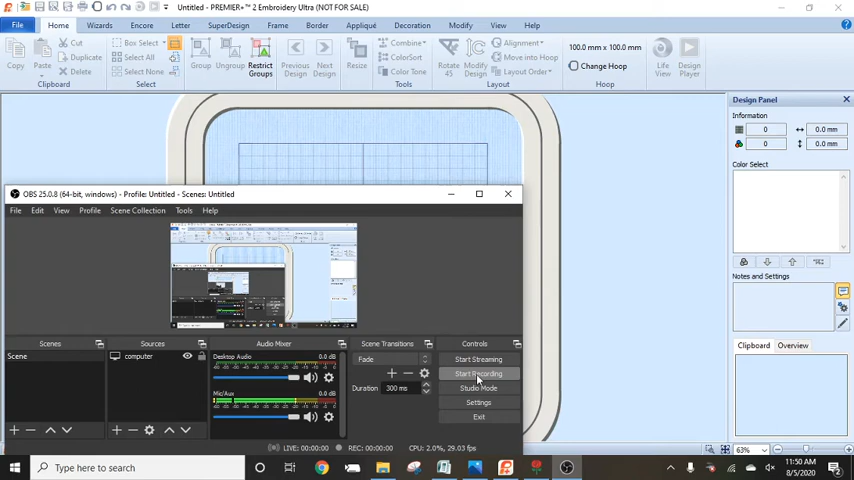 Untitled - PREMIER+™ 2 Embroidery Ultra (NOT FOR SALE)
File Home Wizards Encore Letter SuperDesign Frame Border Appliqué Decoration Modify View Help
Copy
Paste
Cut
Duplicate
Delete
Clipboard
Box Select
Select All
Select None
Select
Group
Ungroup
Restrict
Groups
Previous
Design
Next
Design
Resize
Combine
ColorSort
Color Tone
Tools
Rotate
45
Modify
Design
Alignment
Move into Hoop
Layout Order
Layout
100.0 mm x 100.0 mm
Change Hoop
Hoop
Life
View
Design
Player
Design Panel
Information
0 0.0 mm
0 0.0 mm
Color Select
Notes and Settings
Clipboard Overview
OBS 25.0.8 (64-bit, windows) - Profile: Untitled - Scenes: Untitled
File Edit View Profile Scene Collection Tools Help
Scenes
Scene
Sources
computer
Audio Mixer
Desktop Audio 0.0 dB
Mic/Aux 0.0 dB
Scene Transitions
Fade
Duration 300 ms
Controls
Start Streaming
Start Recording
Studio Mode
Settings
Exit
LIVE: 00:00:00 REC: 00:00:00 CPU: 2.0%, 29.03 fps
63%
Type here to search
11:50 AM
8/5/2020